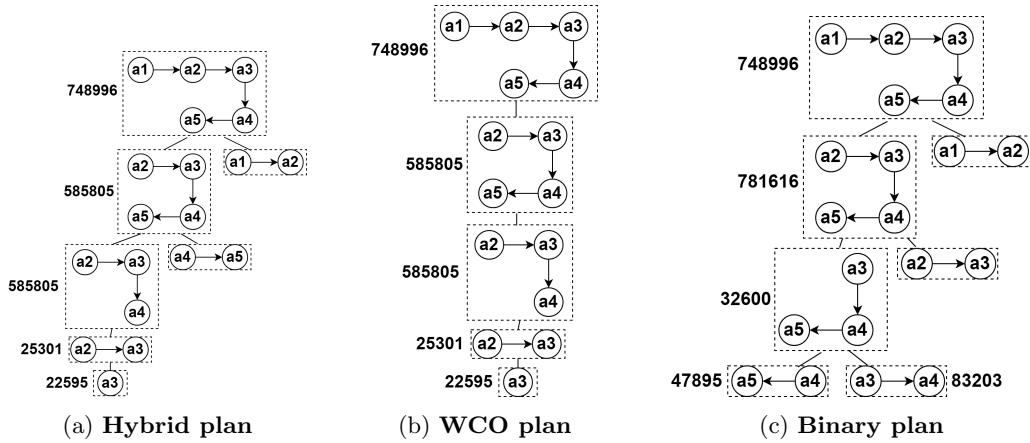 a1 a2 a3
748996
a5 a4
a2 a3
a1 a2
585805
a5 a4
a2 a3
a4 a5
585805
a4
25301 a2 a3
22595 a3
(a) Hybrid plan
a1 a2 a3
748996
a5 a4
a2 a3
585805
a5 a4
a2 a3
585805
a4
25301 a2 a3
22595 a3
(b) WCO plan
a1 a2 a3
748996
a5 a4
a2 a3
a1 a2
781616
a5 a4
a3
a2 a3
32600
a5 a4
47895 a5 a4 a3 a4 83203
(c) Binary plan